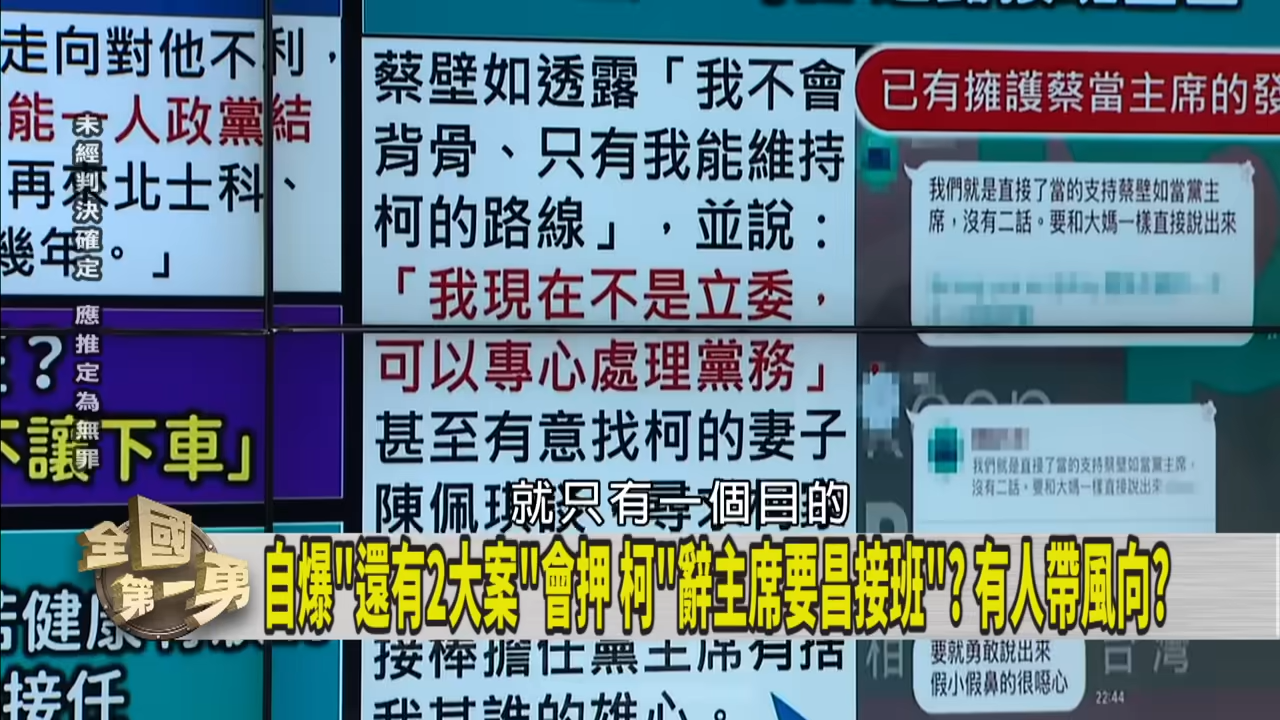 走向對他不利，
能一人政黨結
再來北士科、
幾年。」
未經判決確定 應推定為無罪
？
不讓下車」
健康
接任
蔡壁如透露「我不會
背骨、只有我能維持
柯的路線」，並說：
「我現在不是立委，
可以專心處理黨務」
甚至有意找柯的妻子
陳佩琪
接棒擔任黨主席有括
我其誰的雄心。
已有擁護蔡當主席的發
我們就是直接了當的支持蔡壁如當黨主
席，沒有二話。要和大媽一樣直接說出來
我們就是直接了當的支持蔡壁如當黨主席，
沒有二話。要和大媽一樣直接說出來
要就勇敢說出來
假小假鼻的很噁心
22:44
台灣
就只有一個目的
全國第一勇
自爆"還有2大案"會押 柯"辭主席要昌接班"? 有人帶風向?